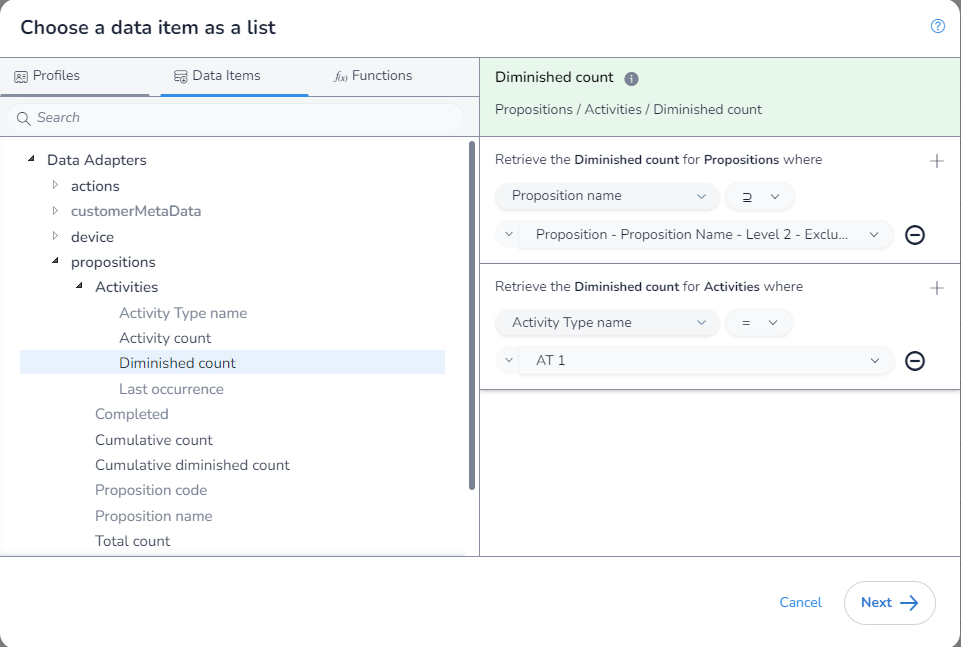 Choose a data item as a list
Profiles
Data Items
f(x) Functions
Search
Data Adapters
actions
customerMetaData
device
propositions
Activities
Activity Type name
Activity count
Diminished count
Last occurrence
Completed
Cumulative count
Cumulative diminished count
Proposition code
Proposition name
Total count
Diminished count
Propositions / Activities / Diminished count
Retrieve the Diminished count for Propositions where
Proposition name
⊇
Proposition - Proposition Name - Level 2 - Exclu...
Retrieve the Diminished count for Activities where
Activity Type name
=
AT 1
Cancel
Next